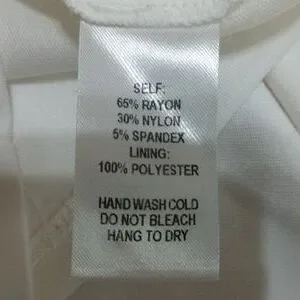 SELF:
65% RAYON
30% NYLON
5% SPANDEX
LINING:
100% POLYESTER
HAND WASH COLD
DO NOT BLEACH
HANG TO DRY